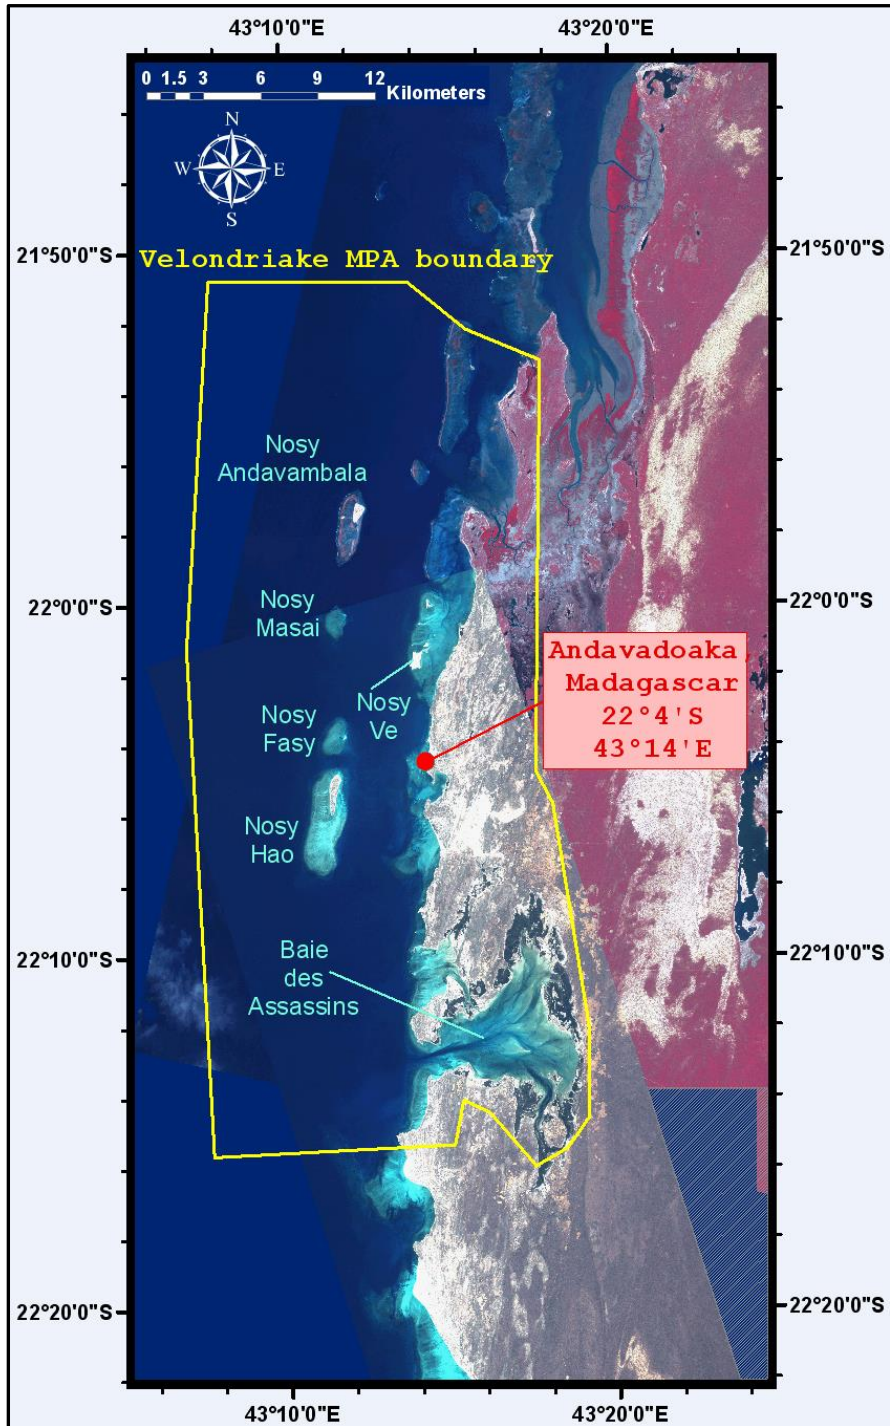 43°10'0"E 43°20'0"E
0 1.5 3 6 9 12
Kilometers
N
W E
S
21°50'0"S 21°50'0"S
Velondriake MPA boundary
Nosy
Andavambala
22°0'0"S 22°0'0"S
Nosy
Masai
Andavadoaka,
Madagascar
22°4'S
43°14'E
Nosy
Ve
Nosy
Fasy
Nosy
Hao
22°10'0"S 22°10'0"S
Baie
des
Assassins
22°20'0"S 22°20'0"S
43°10'0"E 43°20'0"E